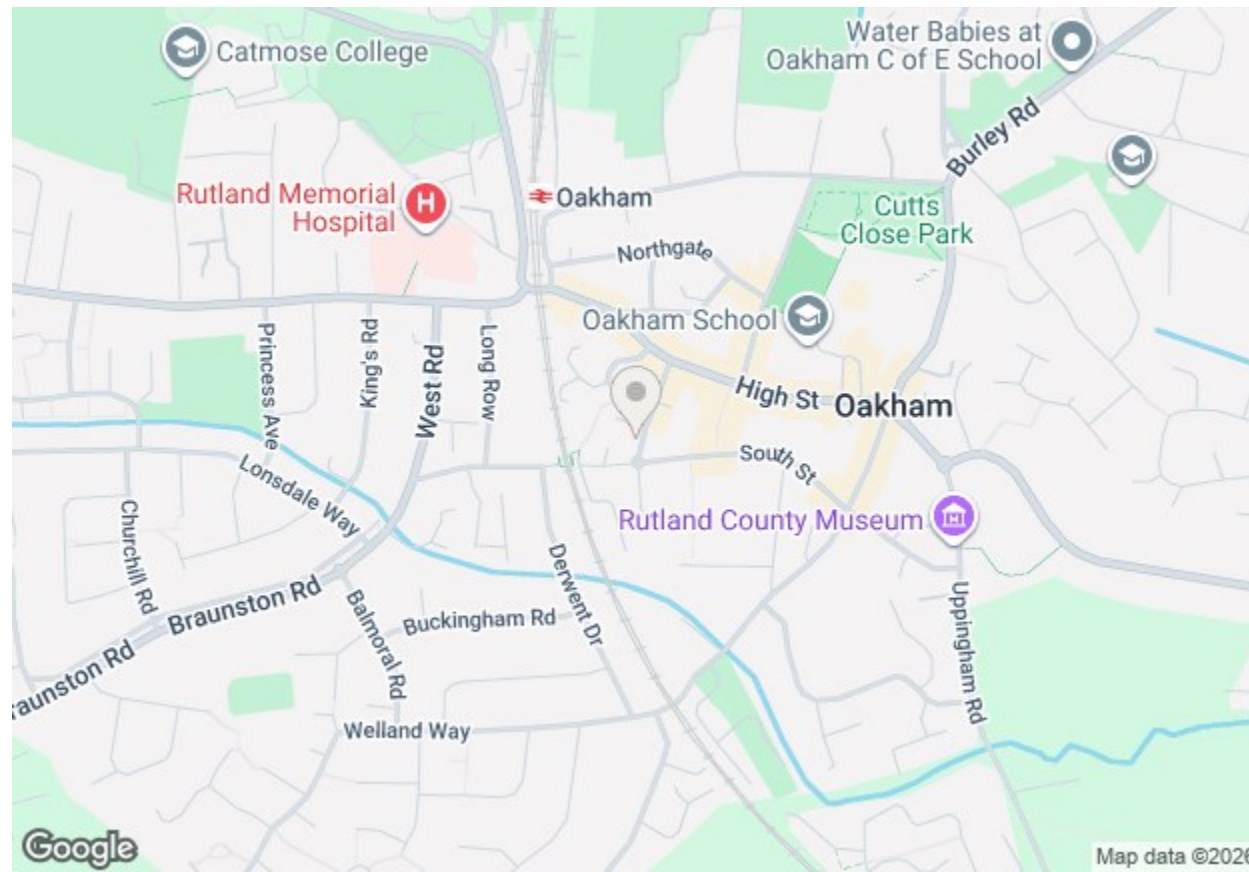 Catmose College
Water Babies at
Oakham C of E School
Burley Rd
Rutland Memorial
Hospital
H
Oakham
Cutts
Close Park
Northgate
Oakham School
Princess Ave
King's Rd
West Rd
Long Row
High St
Oakham
South St
Lonsdale Way
Rutland County Museum
Churchill Rd
Braunston Rd
Balmoral Rd
Buckingham Rd
Derwent Dr
Uppingham Rd
raunston Rd
Welland Way
Google
Map data ©2026